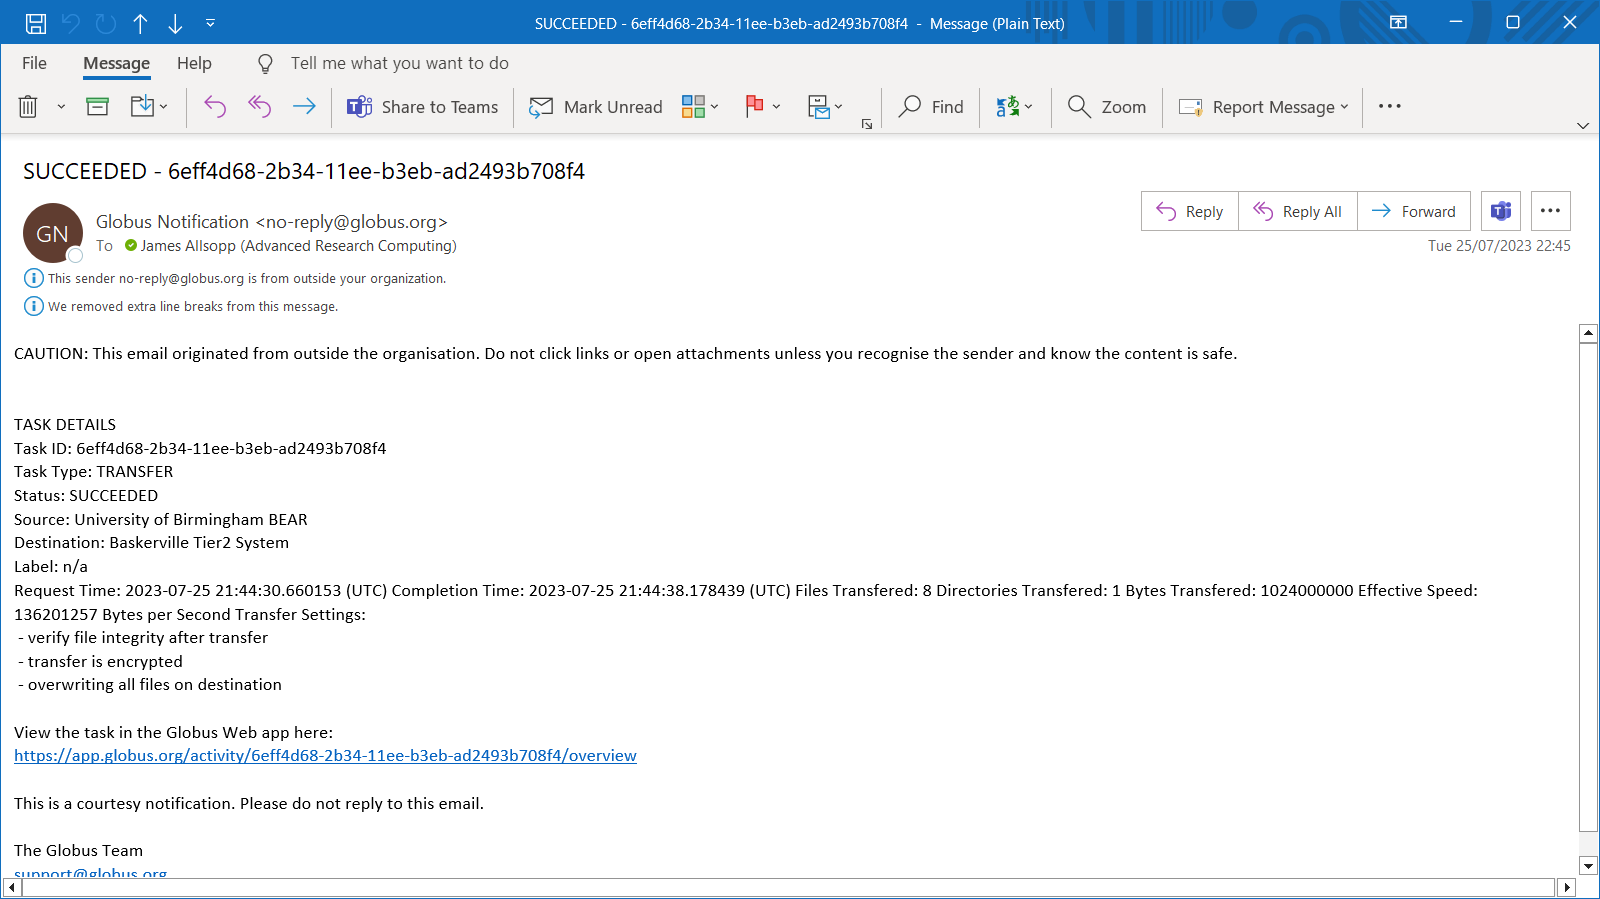 SUCCEEDED - 6eff4d68-2b34-11ee-b3eb-ad2493b708f4 - Message (Plain Text)
File Message Help Tell me what you want to do
Share to Teams Mark Unread Find Zoom Report Message
SUCCEEDED - 6eff4d68-2b34-11ee-b3eb-ad2493b708f4
GN
Globus Notification <no-reply@globus.org>
To James Allsopp (Advanced Research Computing)
Reply Reply All Forward
Tue 25/07/2023 22:45
This sender no-reply@globus.org is from outside your organization.
We removed extra line breaks from this message.
CAUTION: This email originated from outside the organisation. Do not click links or open attachments unless you recognise the sender and know the content is safe.
TASK DETAILS
Task ID: 6eff4d68-2b34-11ee-b3eb-ad2493b708f4
Task Type: TRANSFER
Status: SUCCEEDED
Source: University of Birmingham BEAR
Destination: Baskerville Tier2 System
Label: n/a
Request Time: 2023-07-25 21:44:30.660153 (UTC) Completion Time: 2023-07-25 21:44:38.178439 (UTC) Files Transfered: 8 Directories Transfered: 1 Bytes Transfered: 1024000000 Effective Speed:
136201257 Bytes per Second Transfer Settings:
- verify file integrity after transfer
- transfer is encrypted
- overwriting all files on destination
View the task in the Globus Web app here:
https://app.globus.org/activity/6eff4d68-2b34-11ee-b3eb-ad2493b708f4/overview
This is a courtesy notification. Please do not reply to this email.
The Globus Team
support@globus.org